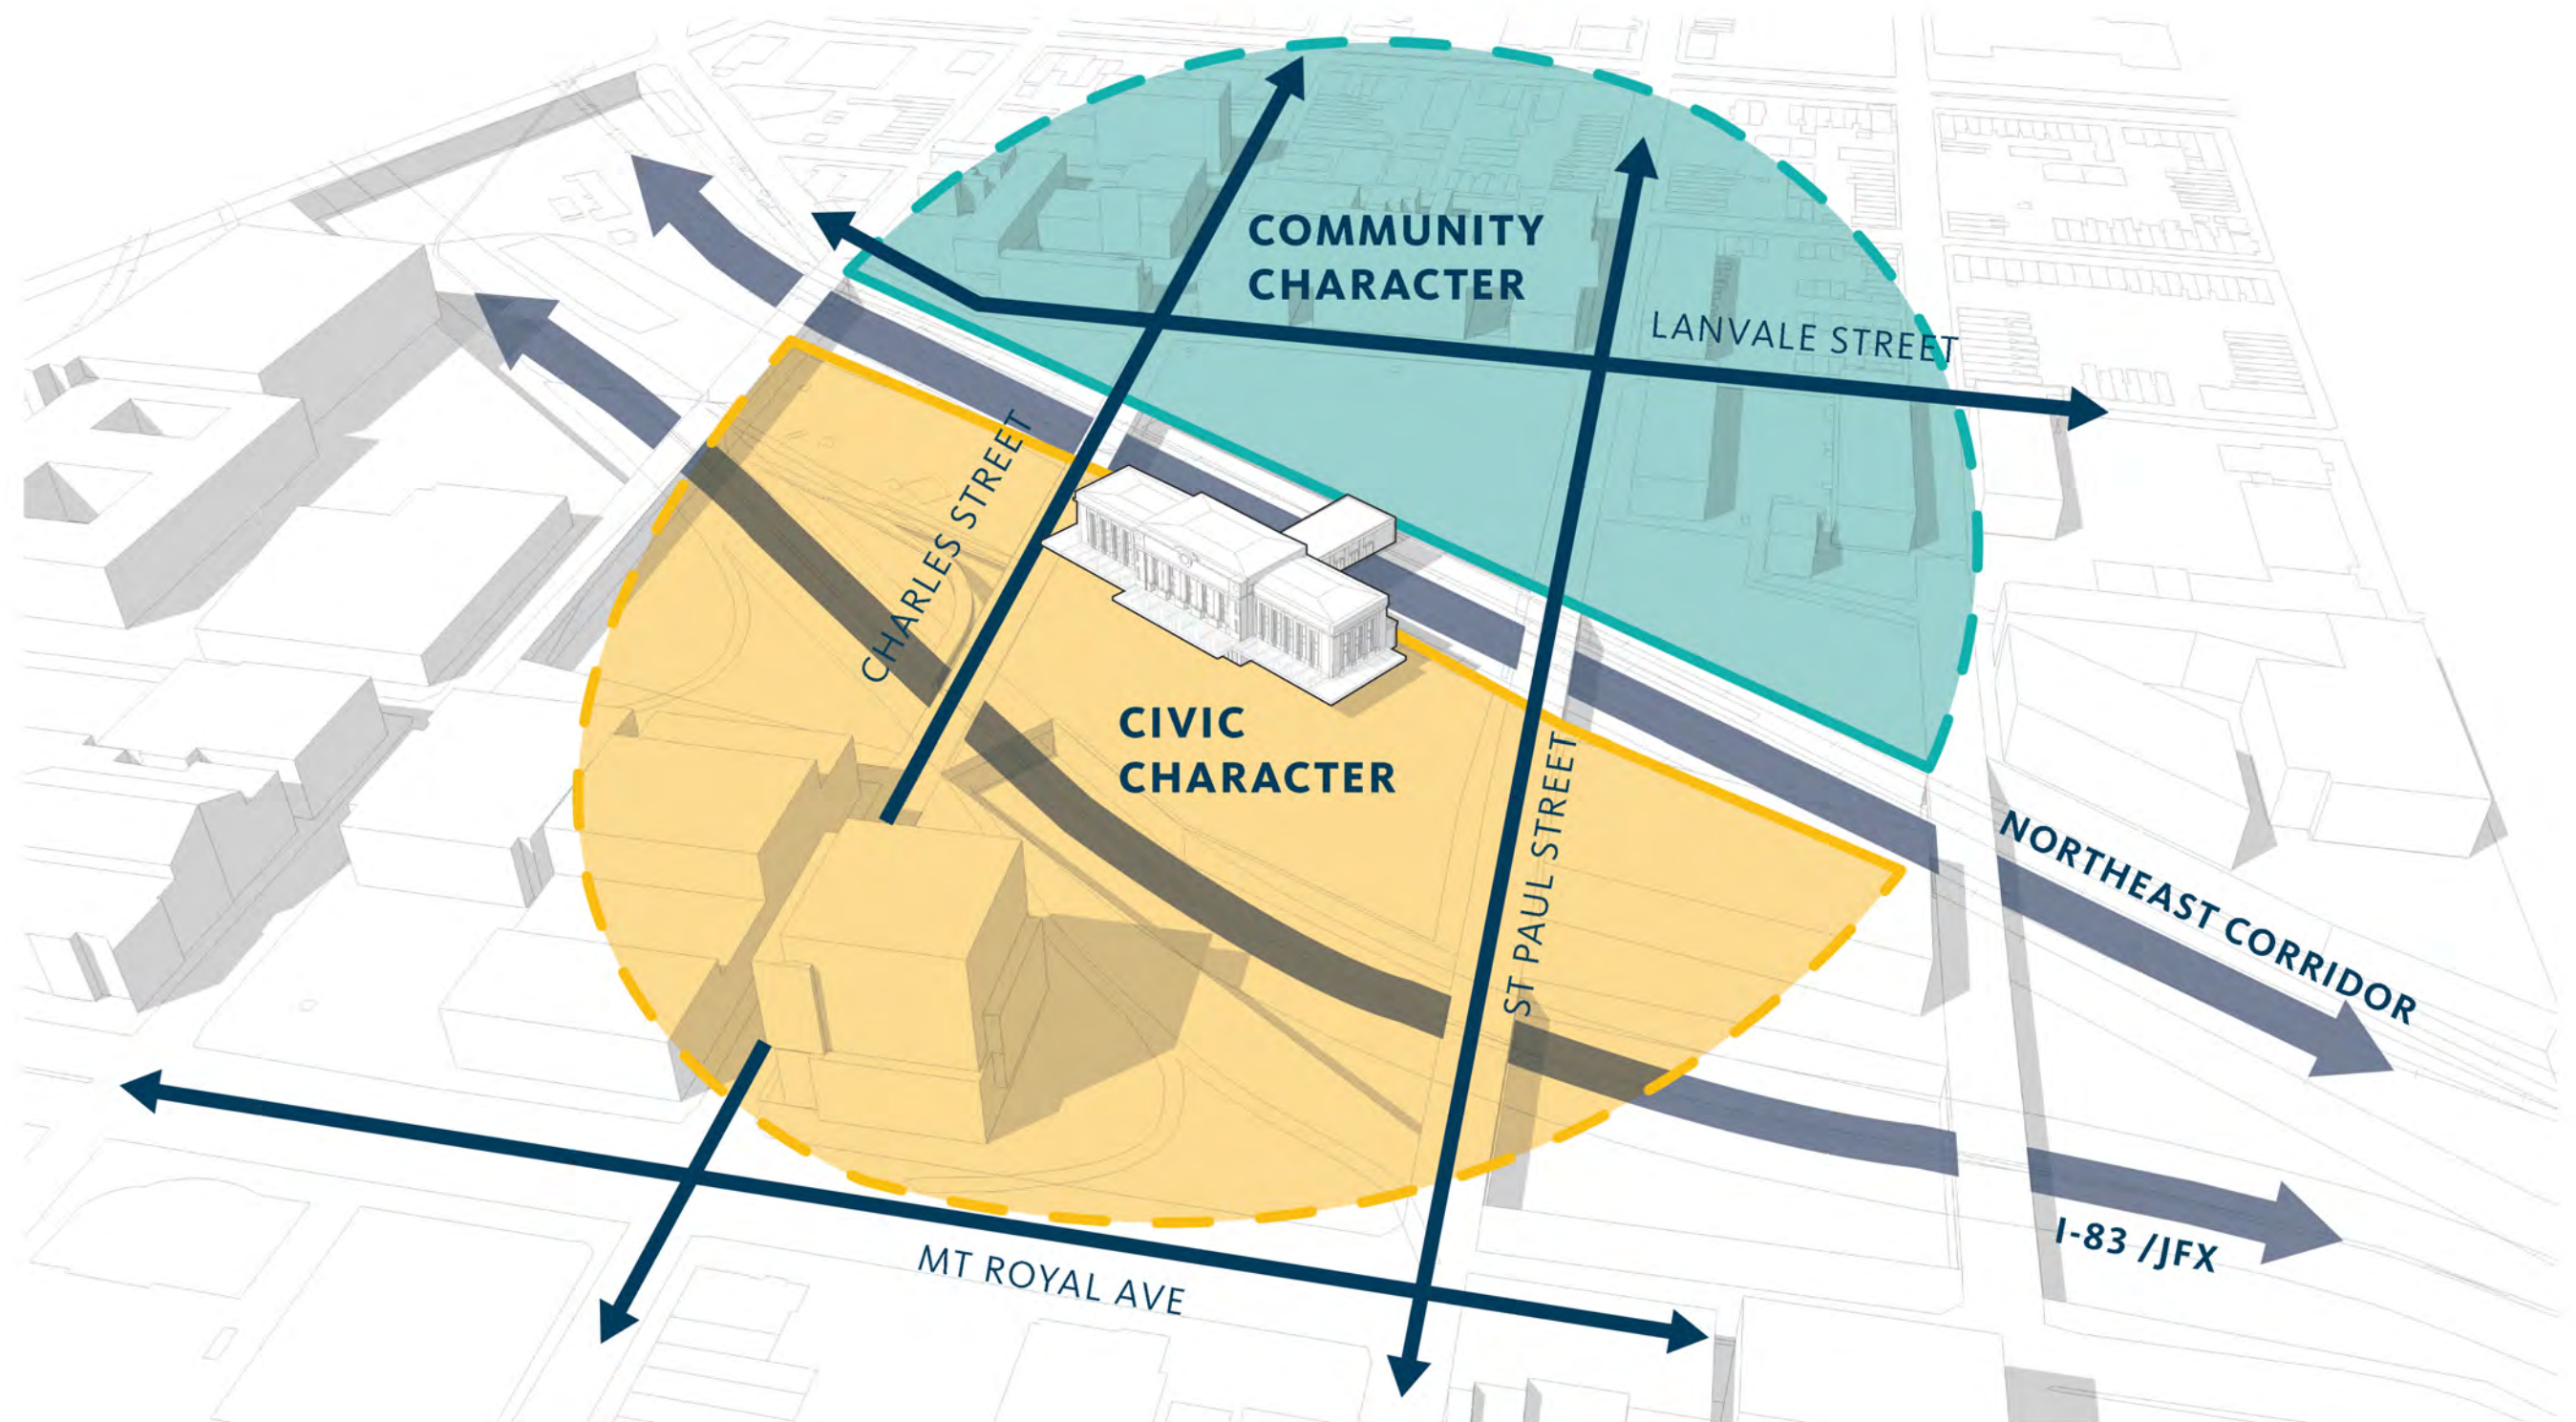 COMMUNITY
CHARACTER
LANVALE STREET
CHARLES STREET
CIVIC
CHARACTER
ST PAUL STREET
NORTHEAST CORRIDOR
I-83 /JFX
MT ROYAL AVE